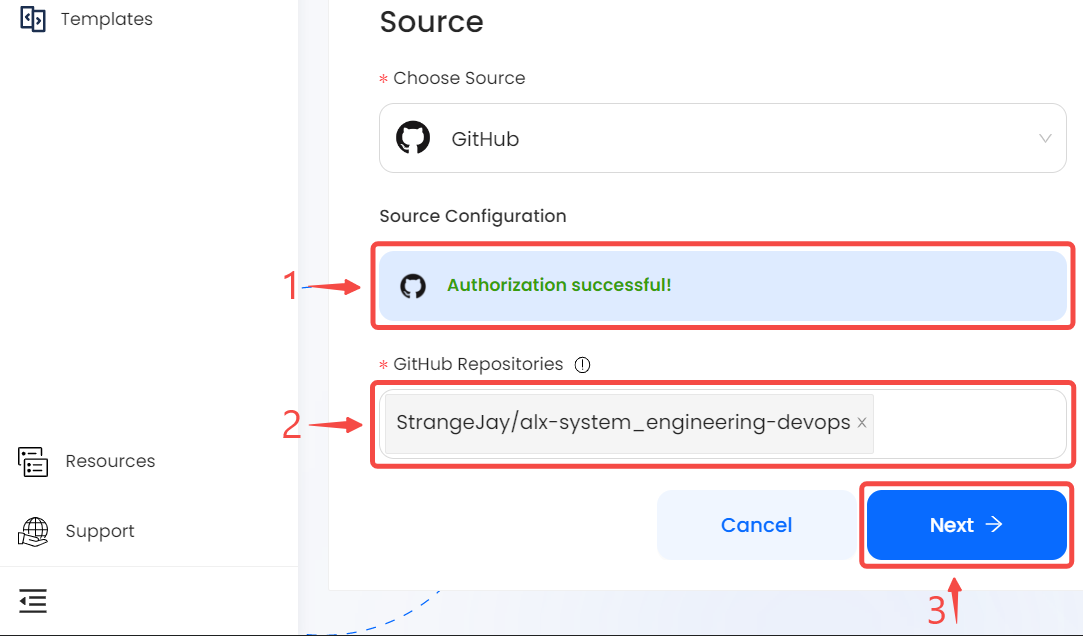 Templates
Source
* Choose Source
GitHub
Source Configuration
1
Authorization successful!
* GitHub Repositories
2
StrangeJay/alx-system_engineering-devops ×
Resources
Support
Cancel
Next →
3